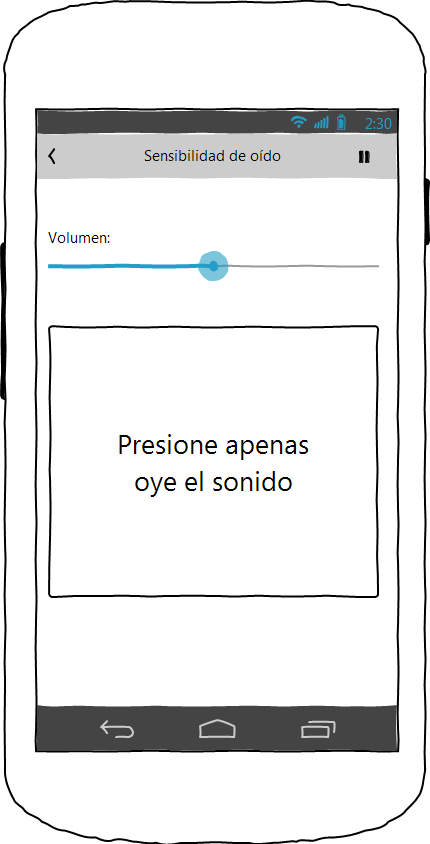 2:30
Sensibilidad de oído
Volumen:
Presione apenas
oye el sonido